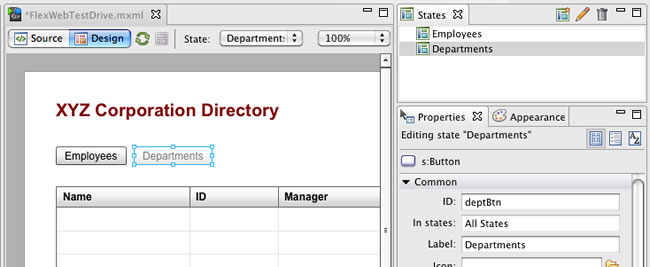 *FlexWebTestDrive.mxml
Source Design State: Department: 100%
XYZ Corporation Directory
Employees Departments
Name ID Manager
States
Employees
Departments
Properties Appearance
Editing state "Departments"
s:Button
Common
ID: deptBtn
In states: All States
Label: Departments
Icon: